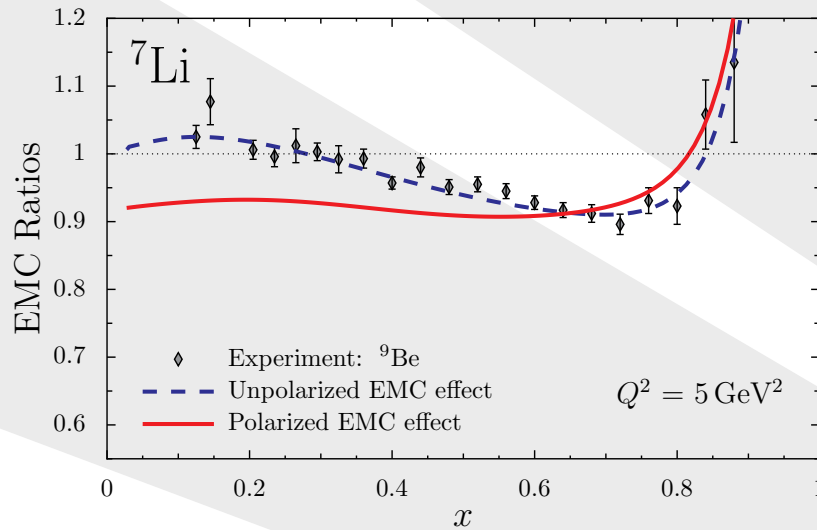 1.2
1.1
1
0.9
0.8
0.7
0.6
EMC Ratios
⁷Li
Experiment: ⁹Be
Unpolarized EMC effect
Polarized EMC effect
Q² = 5 GeV²
0 0.2 0.4 0.6 0.8 1
x